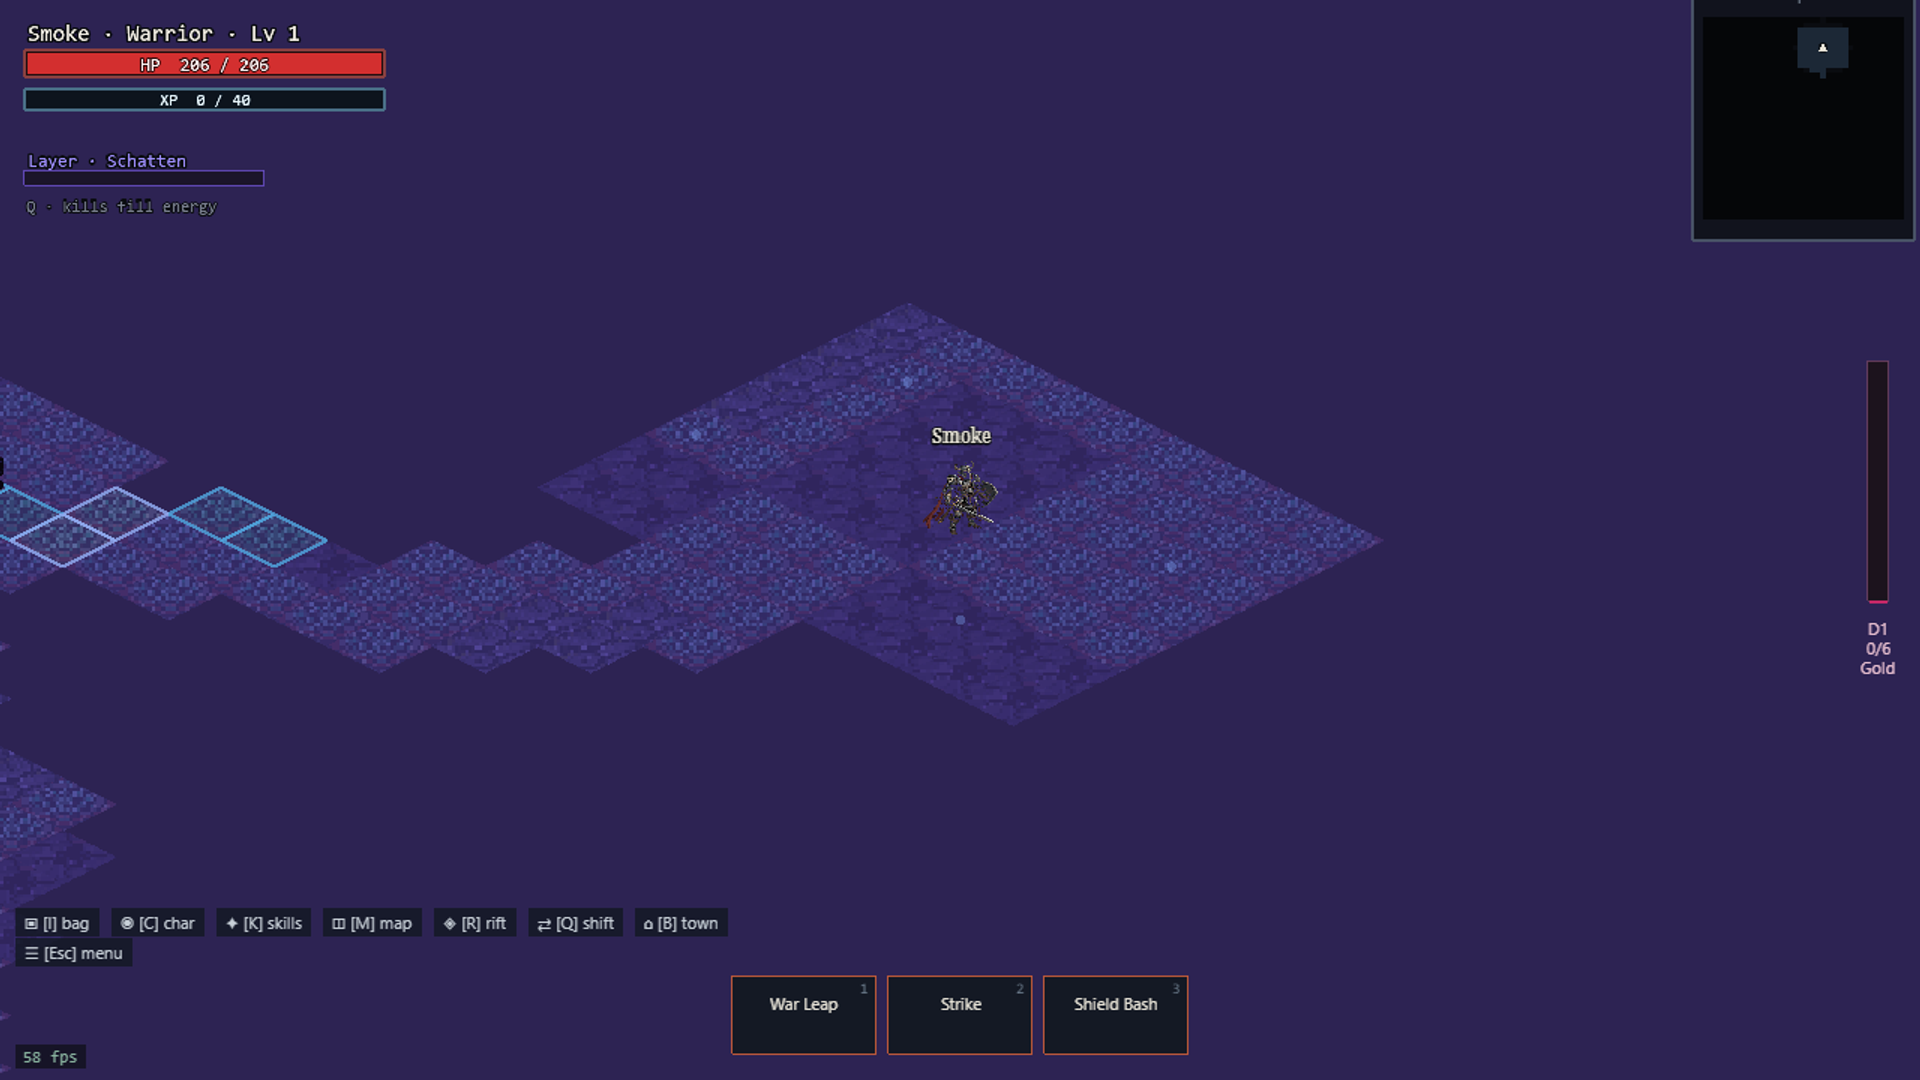 Smoke · Warrior · Lv 1
HP 206 / 206
XP 0 / 40
Layer · Schatten
Q · kills fill energy
Smoke
D1
0/6
Gold
[I] bag
[C] char
[K] skills
[M] map
[R] rift
[Q] shift
[B] town
[Esc] menu
1
War Leap
2
Strike
3
Shield Bash
58 fps